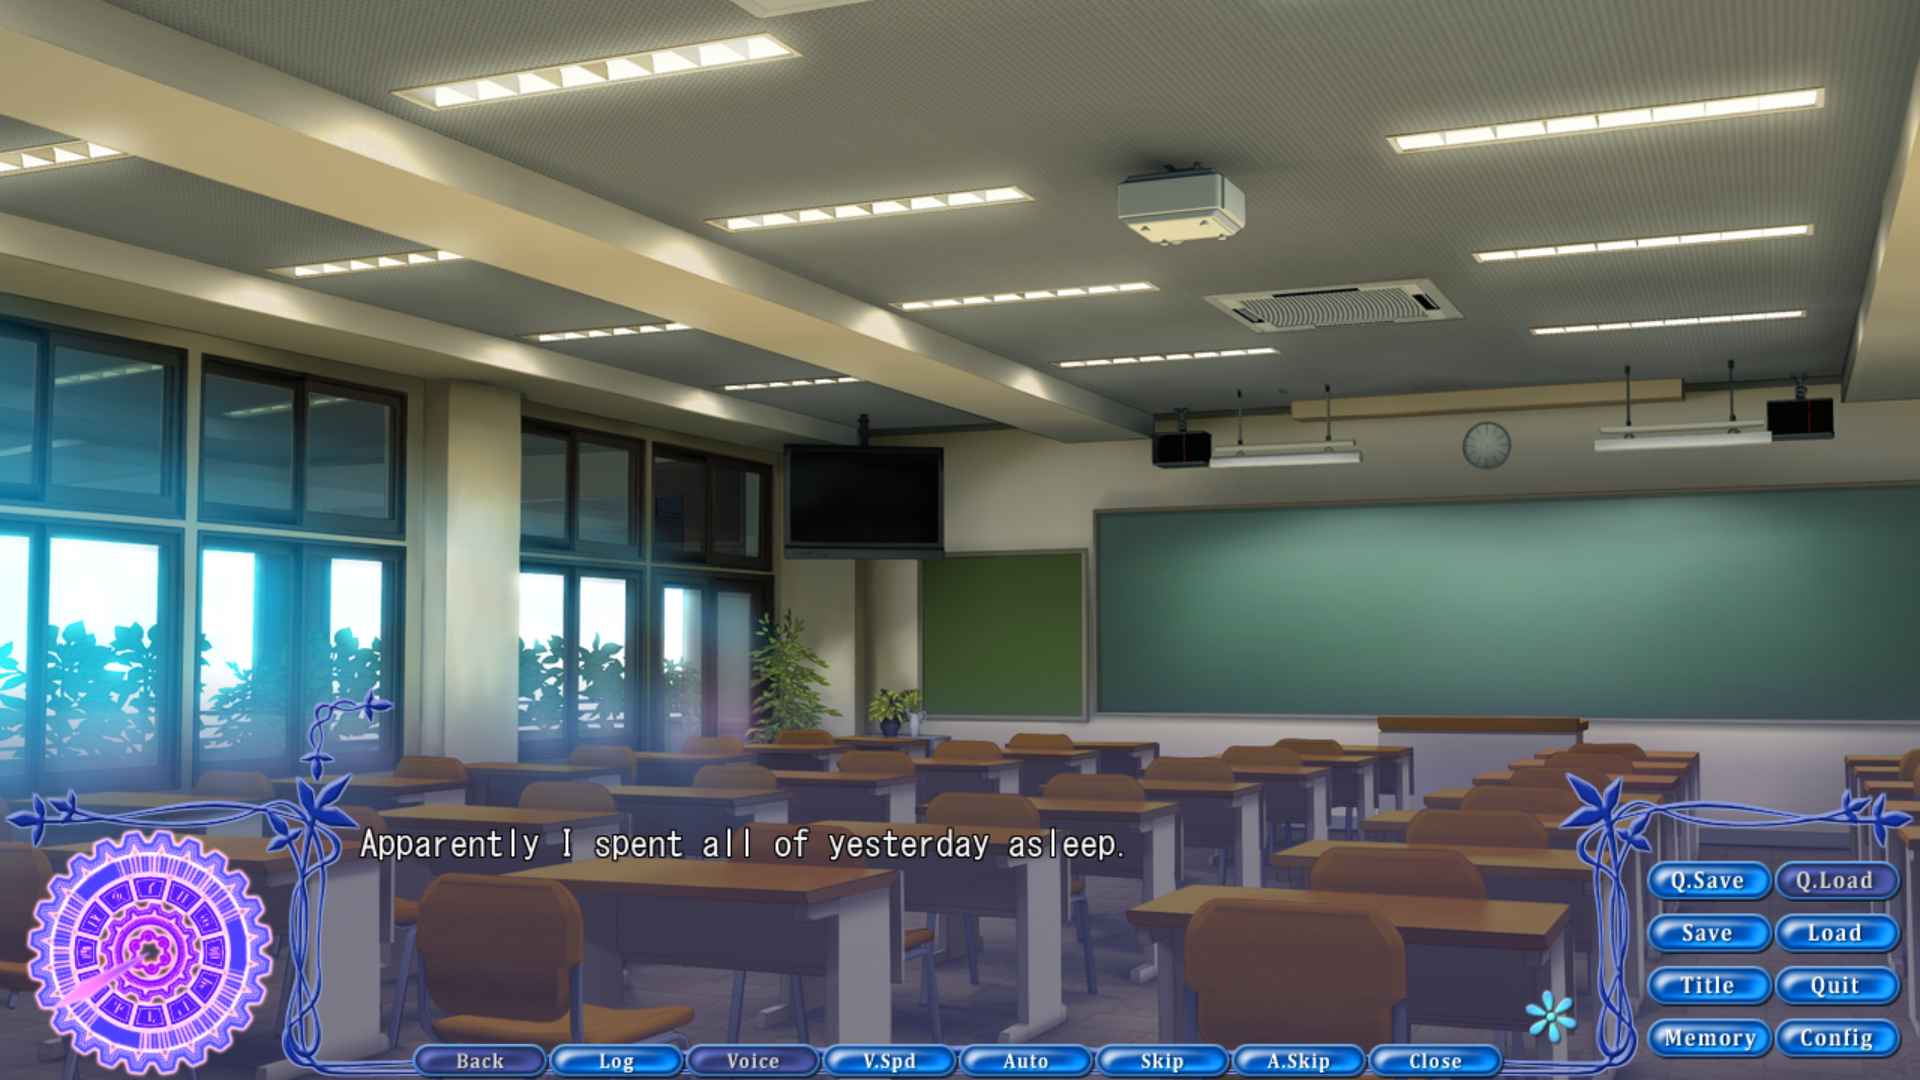 Apparently I spent all of yesterday asleep.
Q.Save Q.Load
Save Load
Title Quit
Memory Config
Back Log Voice V.Spd Auto Skip A.Skip Close